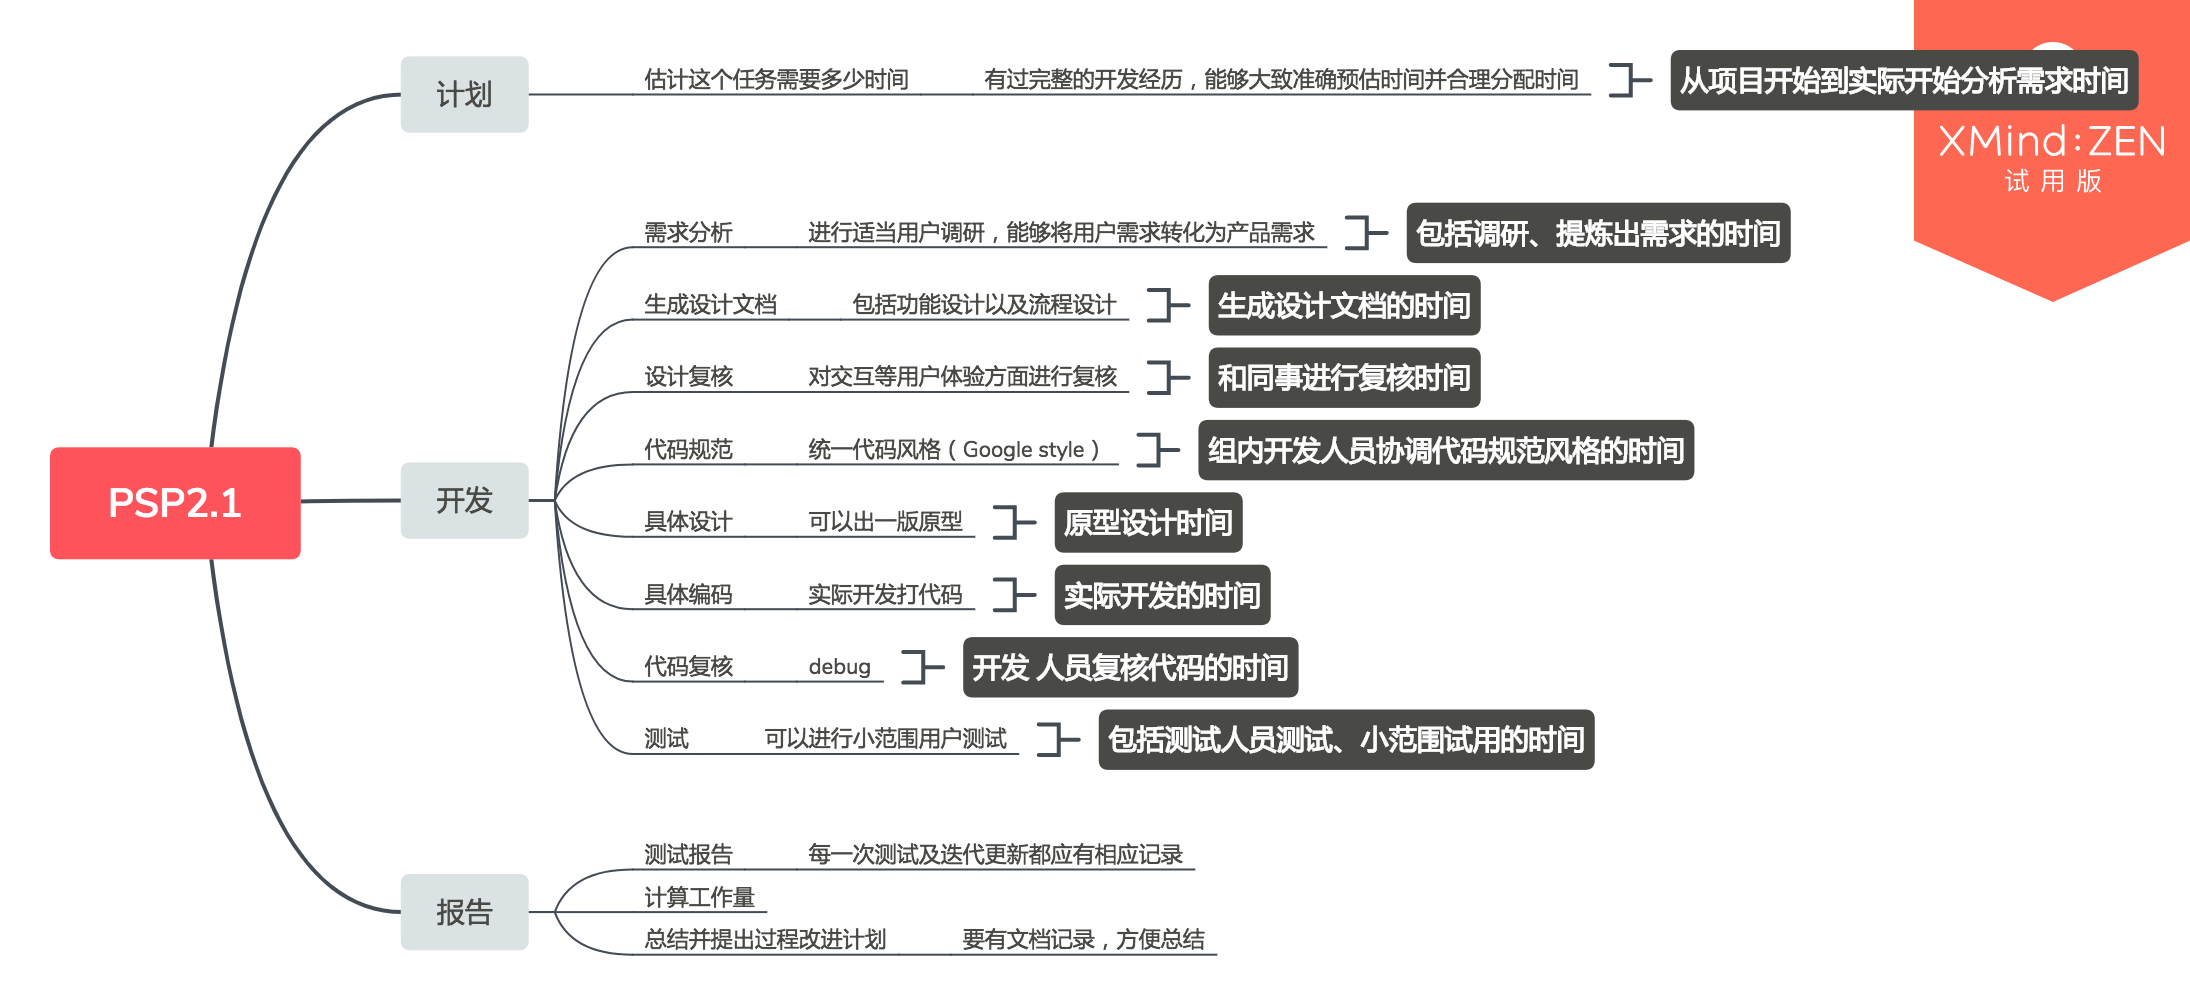 计划
估计这个任务需要多少时间
有过完整的开发经历，能够大致准确预估时间并合理分配时间
从项目开始到实际开始分析需求时间
XMind:ZEN
试用版
需求分析
进行适当用户调研，能够将用户需求转化为产品需求
包括调研、提炼出需求的时间
生成设计文档
包括功能设计以及流程设计
生成设计文档的时间
设计复核
对交互等用户体验方面进行复核
和同事进行复核时间
代码规范
统一代码风格（Google style）
组内开发人员协调代码规范风格的时间
PSP2.1
开发
具体设计
可以出一版原型
原型设计时间
具体编码
实际开发打代码
实际开发的时间
代码复核
debug
开发 人员复核代码的时间
测试
可以进行小范围用户测试
包括测试人员测试、小范围试用的时间
报告
测试报告
每一次测试及迭代更新都应有相应记录
计算工作量
总结并提出过程改进计划
要有文档记录，方便总结